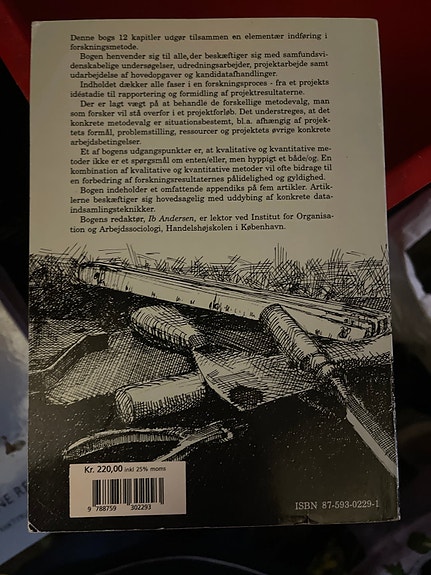 Denne bogs 12 kapitler udgør tilsammen en elementær indføring i
forskningsmetode.
Bogen henvender sig til alle, der beskæftiger sig med samfundsvi-
denskabelige undersøgelser, udredningsarbejder, projektarbejde samt
udarbejdelse af hovedopgaver og kandidatafhandlinger.
Indholdet dækker alle faser i en forskningsproces - fra et projekts
idéstadie til rapportering og formidling af projektresultaterne.
Der er lagt vægt på at behandle de forskellige metodevalg, man
som forsker vil stå overfor i et projektforløb. Det understreges, at det
konkrete metodevalg er situationsbestemt, bl.a. afhængig af projek-
tets formål, problemstilling, ressourcer og projektets øvrige konkrete
arbejdsbetingelser.
Et af bogens udgangspunkter er, at kvalitative og kvantitative me-
toder ikke er et spørgsmål om enten/eller, men hyppigt et både/og. En
kombination af kvalitative og kvantitative metoder vil ofte bidrage til
en forbedring af forskningsresultaternes pålidelighed og gyldighed.
Bogen indeholder et omfattende appendiks på fem artikler. Artik-
lerne beskæftiger sig hovedsagelig med uddybning af konkrete data-
indsamlingsteknikker.
Bogens redaktør, Ib Andersen, er lektor ved Institut for Organisa-
tion og Arbejdssociologi, Handelshøjskolen i København.
Kr. 220,00 inkl 25% moms
9 788759 302293
ISBN 87-593-0229-1